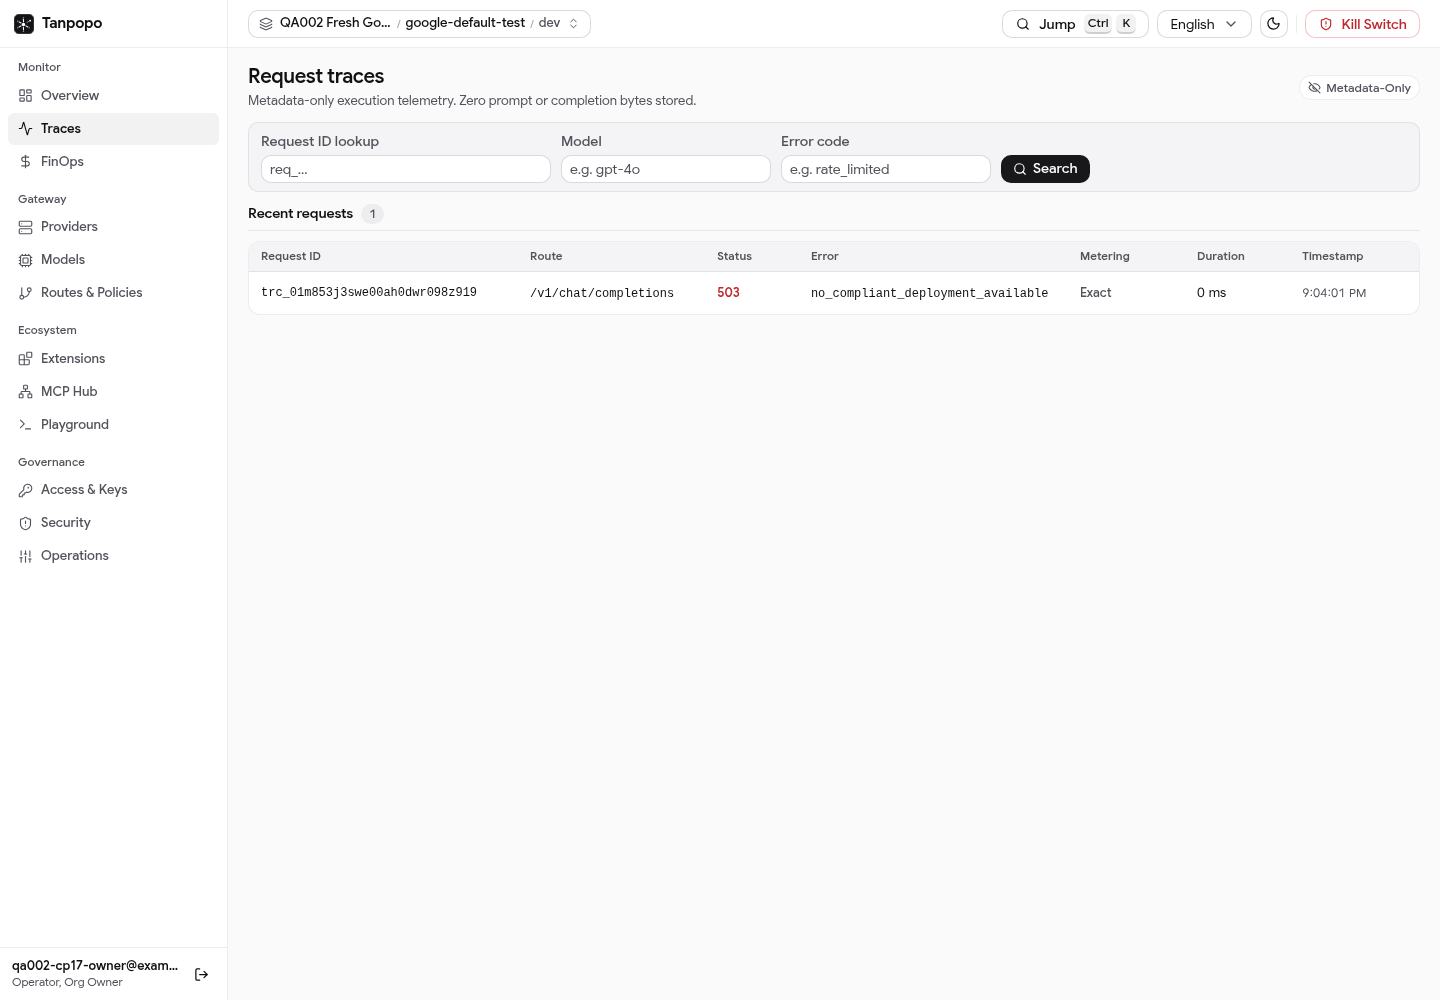 Tanpopo
QA002 Fresh Go... / google-default-test / dev
Jump Ctrl K
English
Kill Switch
Monitor
Overview
Traces
FinOps
Gateway
Providers
Models
Routes & Policies
Ecosystem
Extensions
MCP Hub
Playground
Governance
Access & Keys
Security
Operations
qa002-cp17-owner@exam...
Operator, Org Owner
Request traces
Metadata-only execution telemetry. Zero prompt or completion bytes stored.
Metadata-Only
Request ID lookup Model Error code
req_... e.g. gpt-4o e.g. rate_limited Search
Recent requests 1
Request ID Route Status Error Metering Duration Timestamp
trc_01m853j3swe00ah0dwr098z919 /v1/chat/completions 503 no_compliant_deployment_available Exact 0 ms 9:04:01 PM